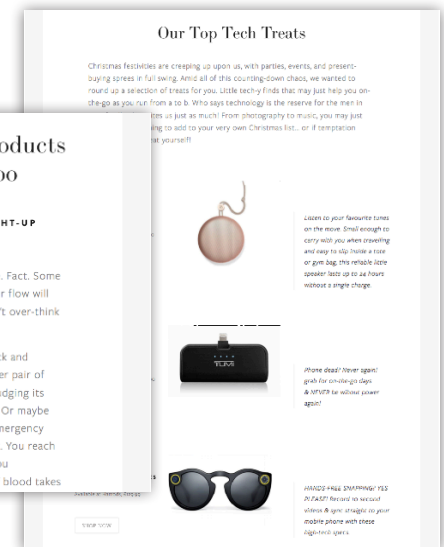 Our Top Tech Treats
Christmas festivities are creeping up upon us, with parties, events, and present-
buying sprees in full swing. Amid all of this counting-down chaos, we wanted to
round up a selection of treats for you. Little tech-y finds that may just help you on-
the-go as you run from a to b. Who says technology is the reserve for the men in
us just as much! From photography to music, you may just
to add to your very own Christmas list... or if temptation
yourself!
oducts
oo
HT-UP
. Fact. Some
r flow will
't over-think
k and
er pair of
udging its
Or maybe
mergency
. You reach
ou
blood takes
Listen to your favourite tunes
on the move. Small enough to
carry with you when travelling
and easy to slip inside a tote
or gym bag, this reliable little
speaker lasts up to 24 hours
without a single charge.
TUMI
Phone dead? Never again!
grab for on-the-go days
& NEVER be without power
again!
HANDS-FREE SNAPPING? YES
PLEASE! Record 10 second
videos & sync straight to your
mobile phone with these
high-tech specs.
SHOP NOW